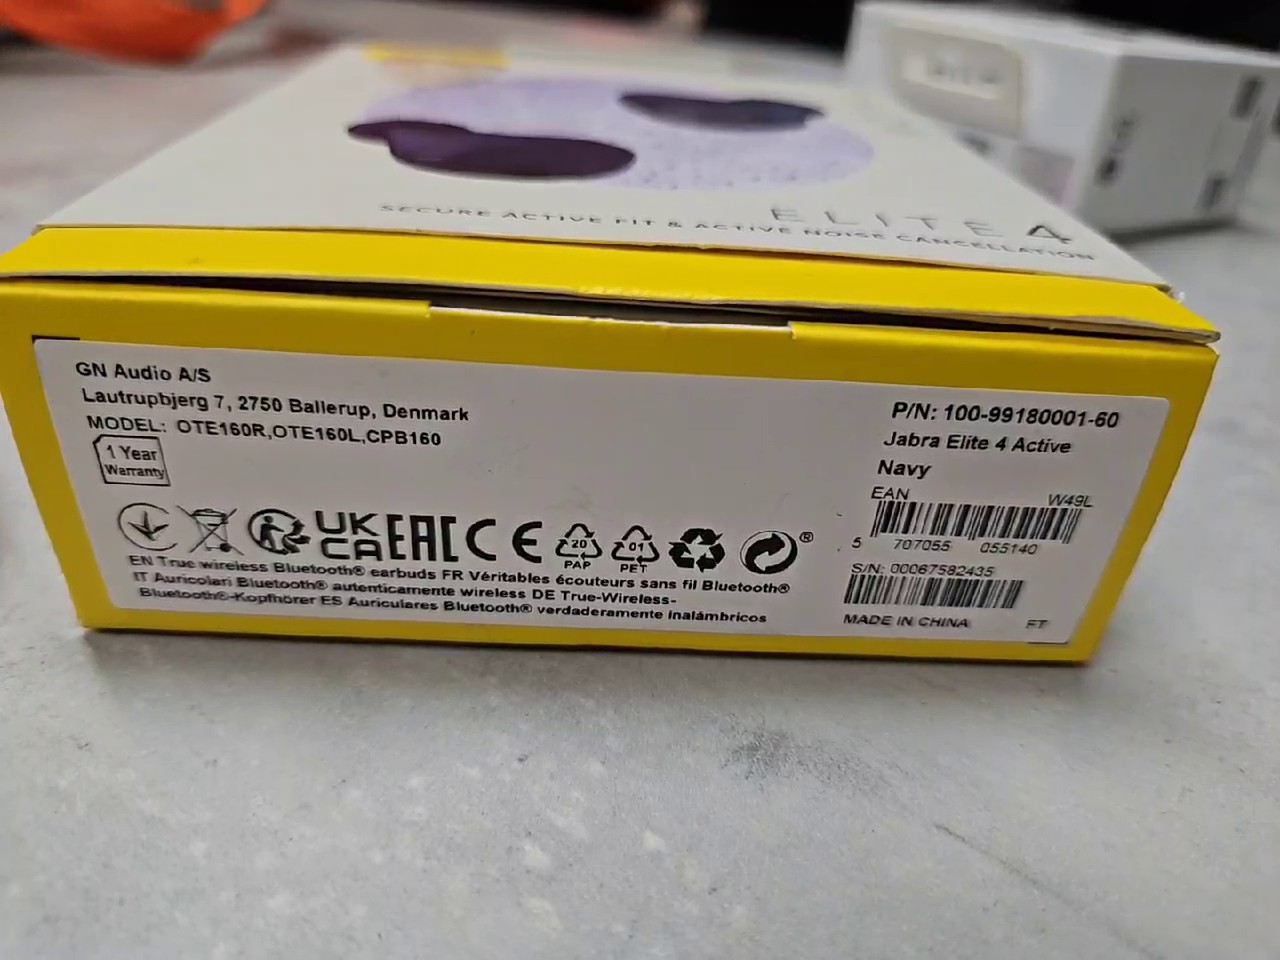 ELITE 4
SECURE ACTIVE FIT & ACTIVE NOISE CANCELLATION
GN Audio A/S
Lautrupbjerg 7, 2750 Ballerup, Denmark
MODEL: OTE160R,OTE160L,CPB160
1 Year
Warranty
UK
CA
EAC
CE
20
PAP
01
PET
®
EN True wireless Bluetooth® earbuds FR Véritables écouteurs sans fil Bluetooth®
IT Auricolari Bluetooth® autenticamente wireless DE True-Wireless-
Bluetooth®-Kopfhörer ES Auriculares Bluetooth® verdaderamente inalámbricos
P/N: 100-99180001-60
Jabra Elite 4 Active
Navy
EAN W49L
5 707055 055140
S/N: 00067582435
MADE IN CHINA FT